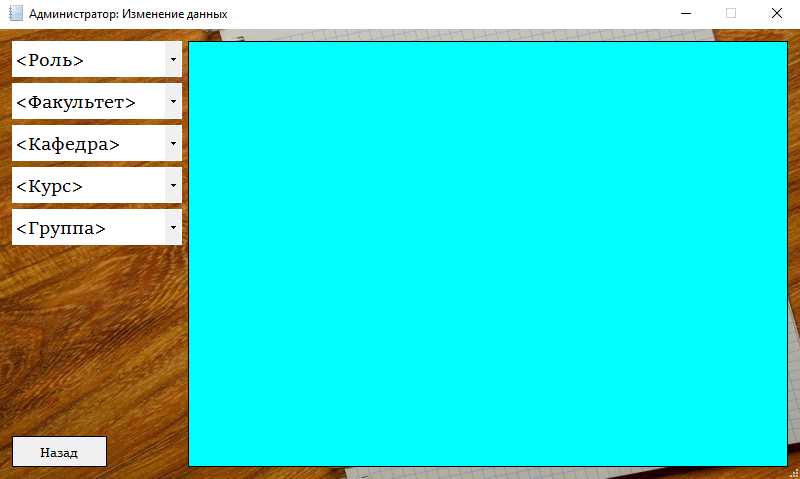 Администратор: Изменение данных
<Роль>
<Факультет>
<Кафедра>
<Курс>
<Группа>
Назад